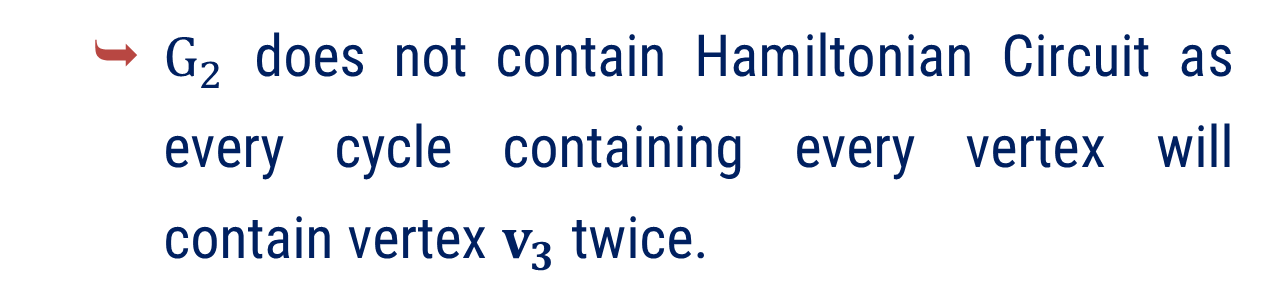 ➥ G₂ does not contain Hamiltonian Circuit as
every cycle containing every vertex will
contain vertex v₃ twice.